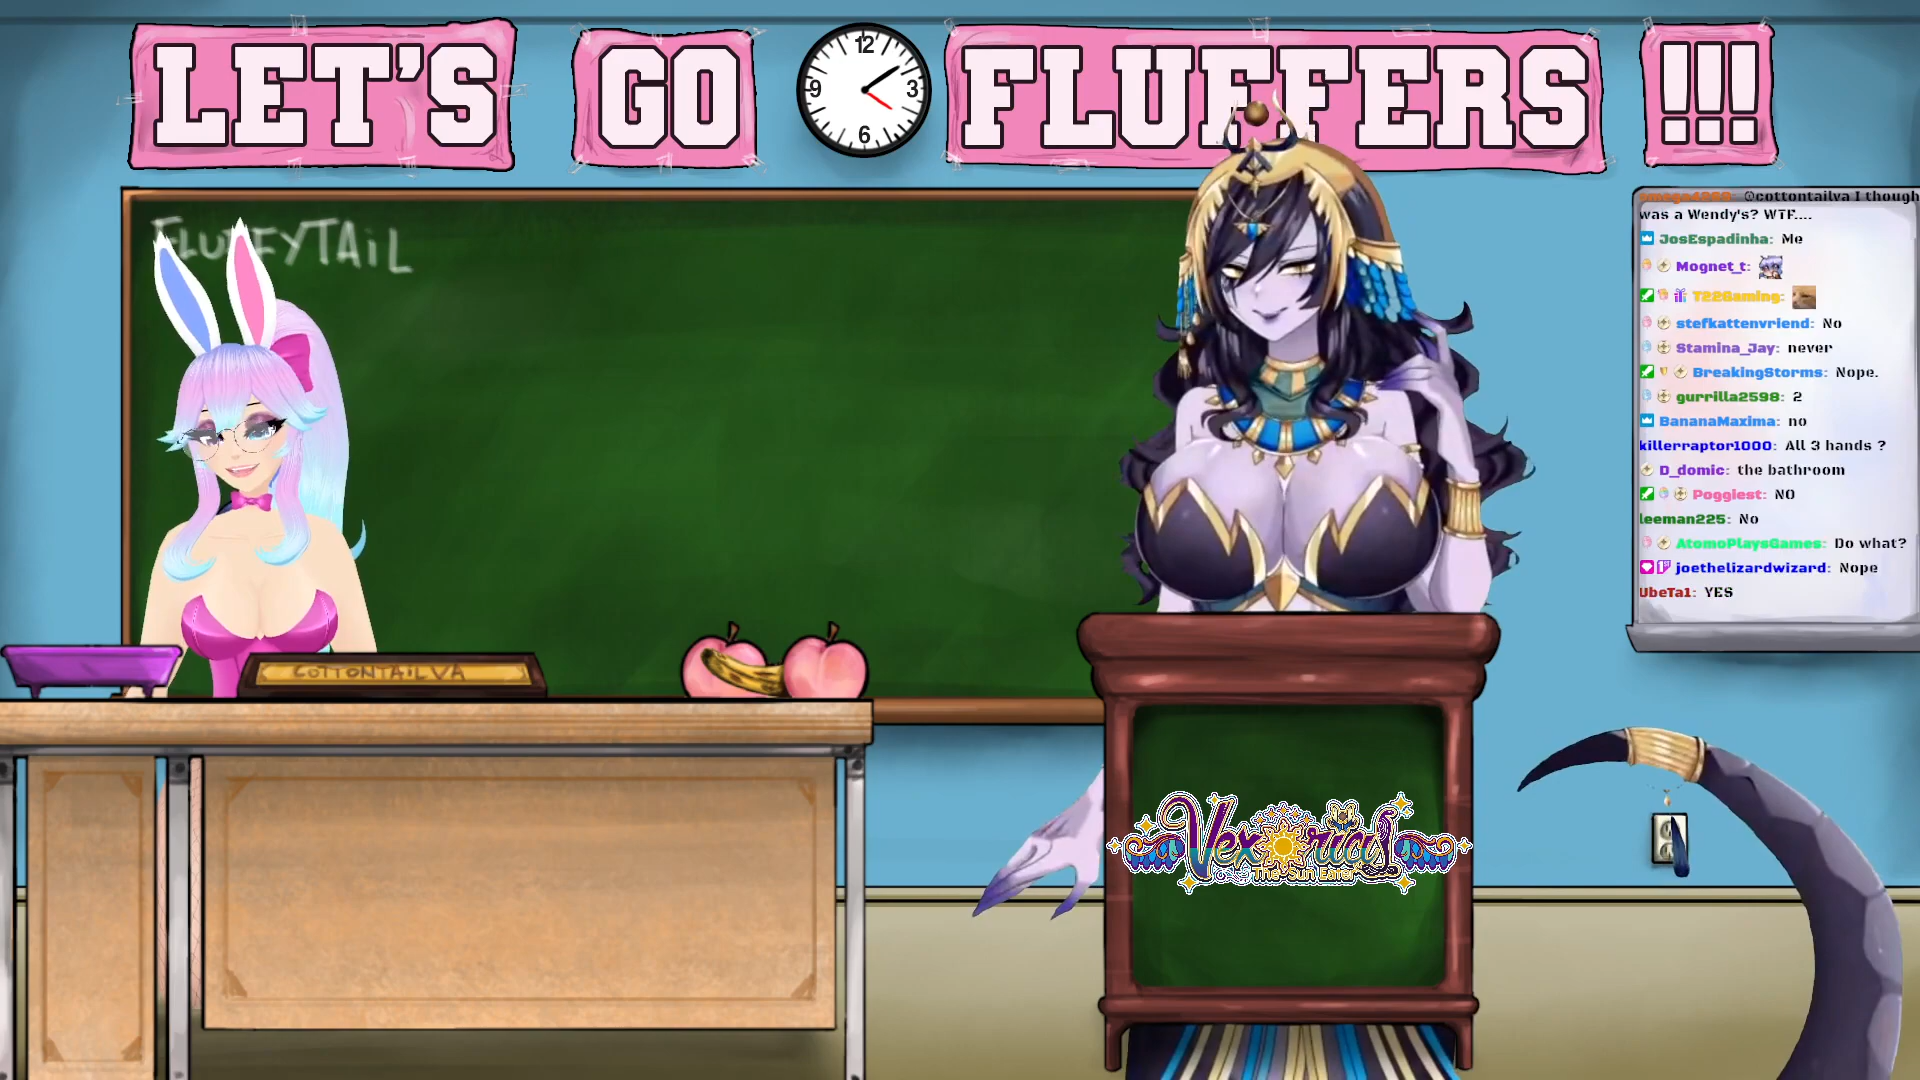 LET'S GO FLUFFERS !!!
12
9 3
6
FLUFFYTAiL
@cottontailva I though
was a Wendy's? WTF....
JosEspadinha: Me
Mognet_t:
T22Gaming:
stefkattenvriend: No
Stamina_Jay: never
BreakingStorms: Nope.
gurrilla2598: 2
BananaMaxima: no
killerraptor1000: All 3 hands ?
D_domic: the bathroom
Poggiest: NO
leeman225: No
AtomoPlaysGames: Do what?
joethelizardwizard: Nope
UbeTa1: YES
COTTONTAiLVA
Vexoria
The Sun Eater